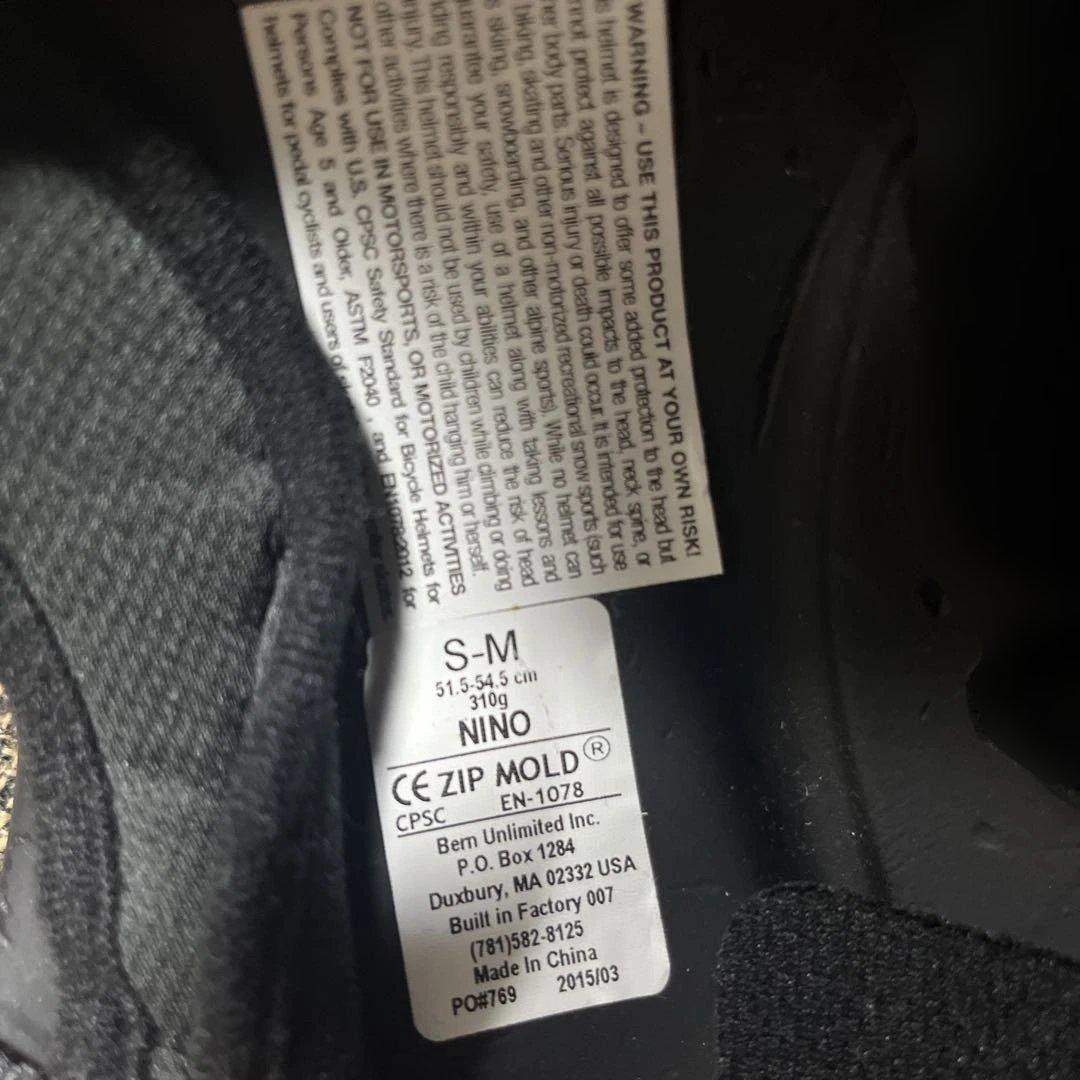 WARNING - USE THIS PRODUCT AT YOUR OWN RISK!
helmet is designed to offer some added protection to the head but
not protect against all possible impacts to the head, neck spine, or
body parts. Serious injury or death could occur. It is intended for use
biking, skating and other non-motorized recreational snow sports (such
skiing, snowboarding, and other alpine sports). While no helmet can
your safety, use of a helmet along with taking lessons and
responsibly and within your abilities can reduce the risk of head
injury. This helmet should not be used by children while climbing or doing
other activities where there is a risk of the child hanging him or herself.
NOT FOR USE IN MOTORSPORTS, OR MOTORIZED ACTIVITIES
Complies with U.S. CPSC Safety Standard for Bicycle Helmets for
Persons Age 5 and Older, ASTM F2040 , and EN1078:2012 for
helmets for pedal cyclists and users of
S-M
51.5-54.5 cm
310g
NINO
CE ZIP MOLD®
CPSC EN-1078
Bern Unlimited Inc.
P.O. Box 1284
Duxbury, MA 02332 USA
Built in Factory 007
(781)582-8125
Made In China
PO#769 2015/03